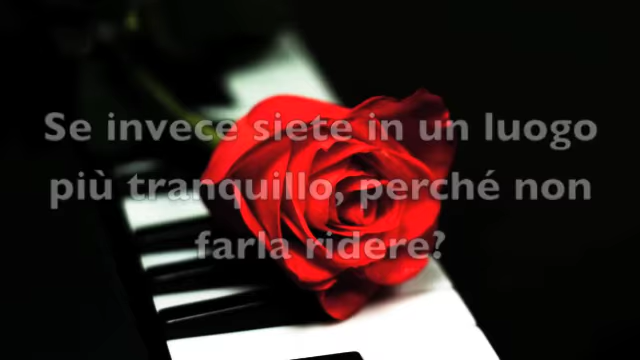 Se invece siete in un luogo
più tranquillo, perché non
farla ridere?